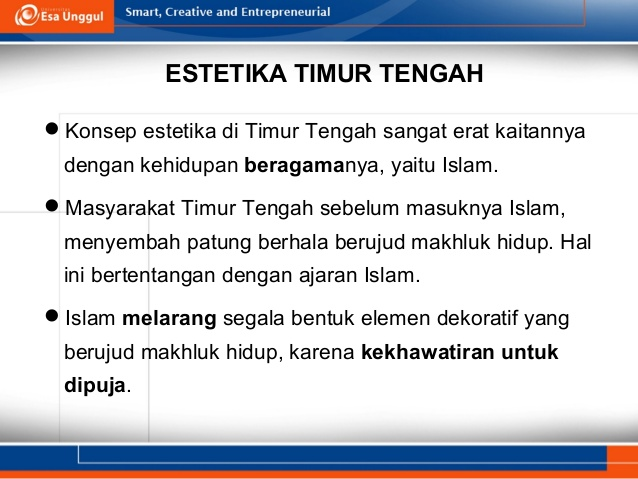 UNIVERSITAS
Esa Unggul
Smart, Creative and Entrepreneurial
ESTETIKA TIMUR TENGAH
● Konsep estetika di Timur Tengah sangat erat kaitannya
dengan kehidupan beragamanya, yaitu Islam.
● Masyarakat Timur Tengah sebelum masuknya Islam,
menyembah patung berhala berujud makhluk hidup. Hal
ini bertentangan dengan ajaran Islam.
● Islam melarang segala bentuk elemen dekoratif yang
berujud makhluk hidup, karena kekhawatiran untuk
dipuja.